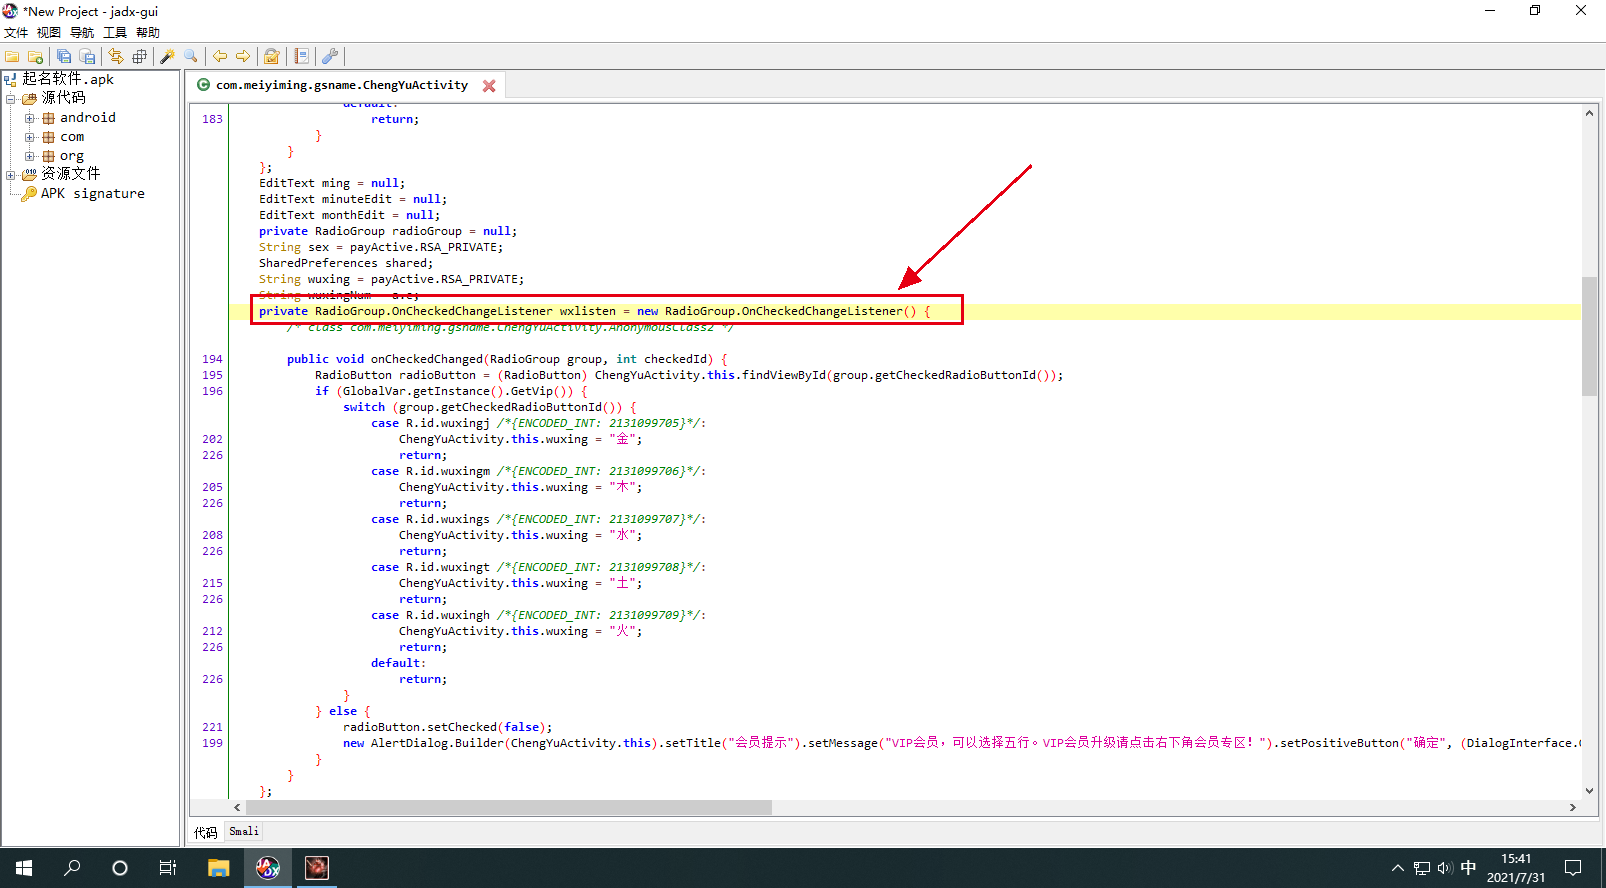 *New Project - jadx-gui
文件 视图 导航 工具 帮助
起名软件.apk
源代码
android
com
org
资源文件
APK signature
com.meiyiming.gsname.ChengYuActivity
default:
183 return;
}
}
};
EditText ming = null;
EditText minuteEdit = null;
EditText monthEdit = null;
private RadioGroup radioGroup = null;
String sex = payActive.RSA_PRIVATE;
SharedPreferences shared;
String wuxing = payActive.RSA_PRIVATE;
String wuxingNum = a.e;
private RadioGroup.OnCheckedChangeListener wxlisten = new RadioGroup.OnCheckedChangeListener() {
/* class com.meiyiming.gsname.ChengYuActivity.AnonymousClass2 */
194 public void onCheckedChanged(RadioGroup group, int checkedId) {
195 RadioButton radioButton = (RadioButton) ChengYuActivity.this.findViewById(group.getCheckedRadioButtonId());
196 if (GlobalVar.getInstance().GetVip()) {
switch (group.getCheckedRadioButtonId()) {
case R.id.wuxingj /*{ENCODED_INT: 2131099705}*/:
202 ChengYuActivity.this.wuxing = "金";
226 return;
case R.id.wuxingm /*{ENCODED_INT: 2131099706}*/:
205 ChengYuActivity.this.wuxing = "木";
226 return;
case R.id.wuxings /*{ENCODED_INT: 2131099707}*/:
208 ChengYuActivity.this.wuxing = "水";
226 return;
case R.id.wuxingt /*{ENCODED_INT: 2131099708}*/:
215 ChengYuActivity.this.wuxing = "土";
226 return;
case R.id.wuxingh /*{ENCODED_INT: 2131099709}*/:
212 ChengYuActivity.this.wuxing = "火";
226 return;
default:
226 return;
}
} else {
221 radioButton.setChecked(false);
199 new AlertDialog.Builder(ChengYuActivity.this).setTitle("会员提示").setMessage("VIP会员，可以选择五行。VIP会员升级请点击右下角会员专区！").setPositiveButton("确定", (DialogInterface.
}
}
};
代码 Smali
中
15:41
2021/7/31